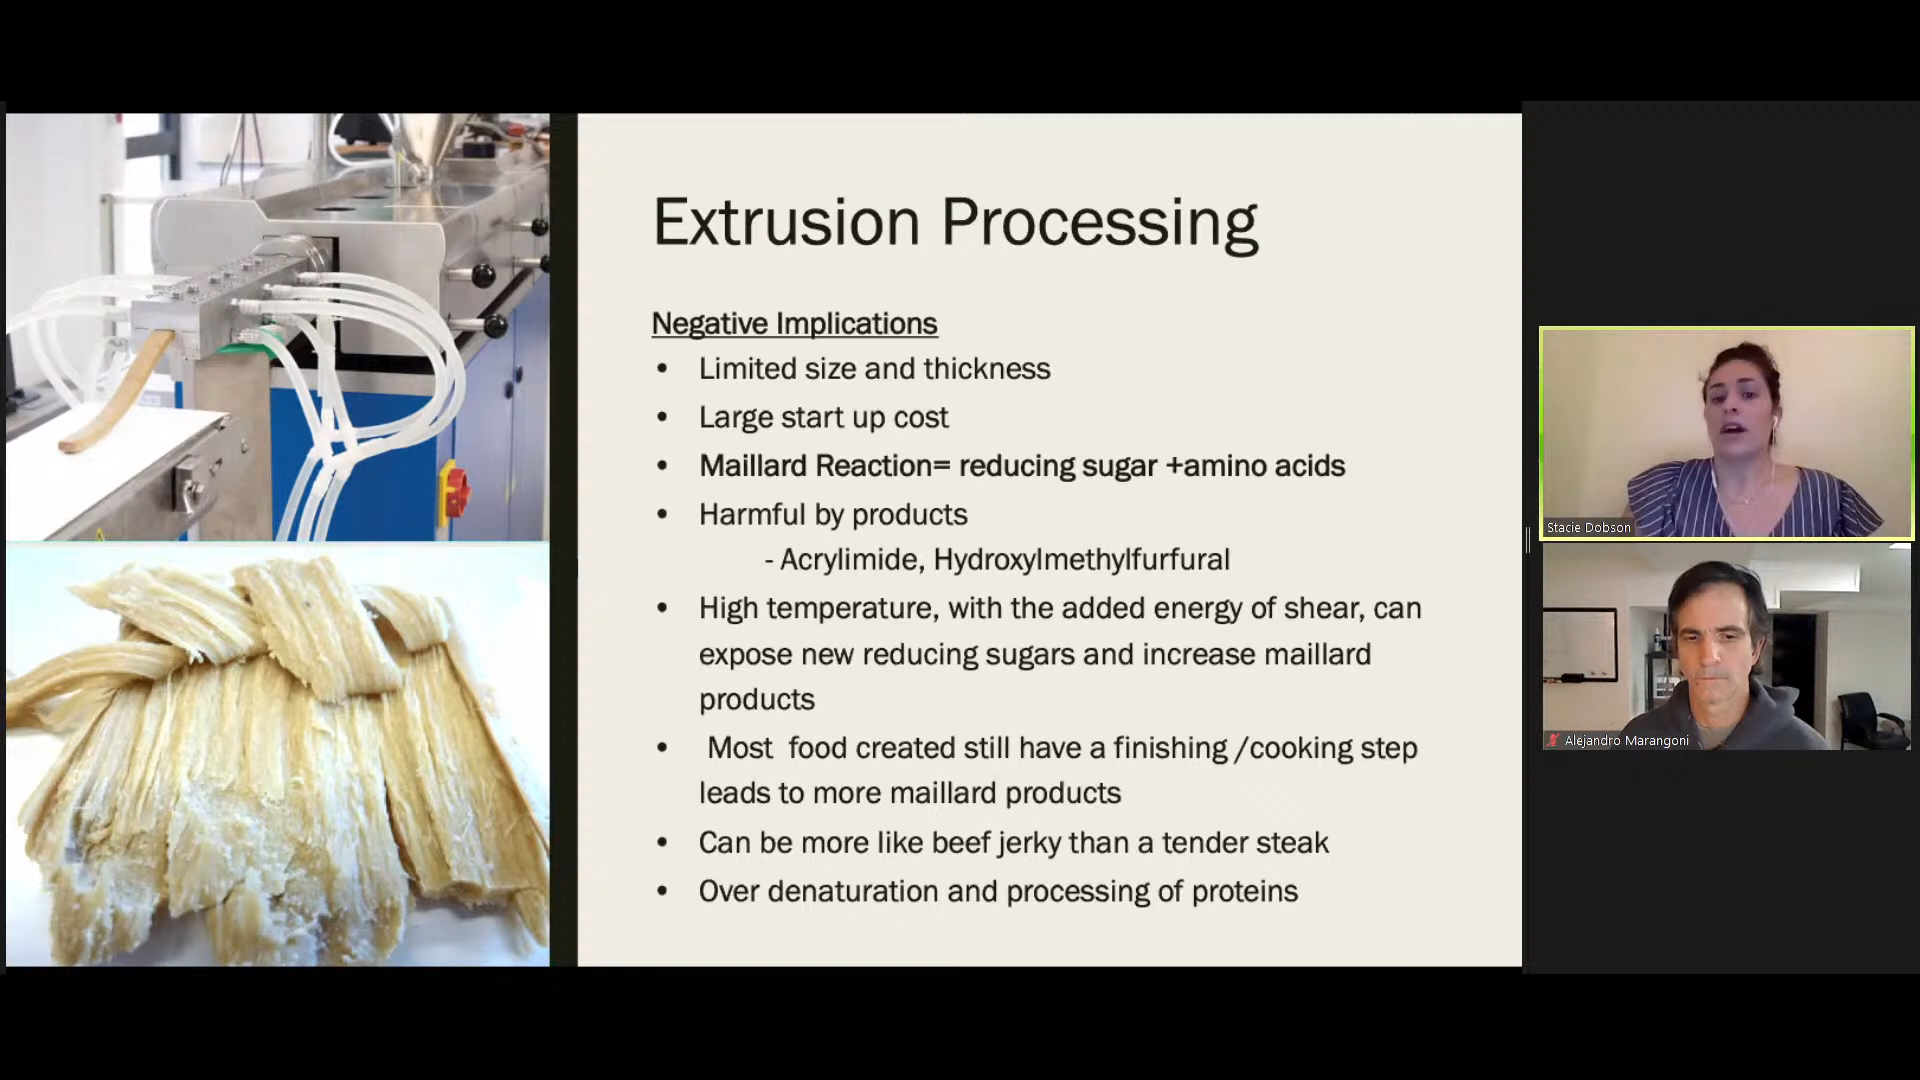 Extrusion Processing
Negative Implications
• Limited size and thickness
• Large start up cost
• Maillard Reaction= reducing sugar +amino acids
• Harmful by products
- Acrylimide, Hydroxylmethylfurfural
• High temperature, with the added energy of shear, can
expose new reducing sugars and increase maillard
products
• Most food created still have a finishing /cooking step
leads to more maillard products
• Can be more like beef jerky than a tender steak
• Over denaturation and processing of proteins
Stacie Dobson
Alejandro Marangoni